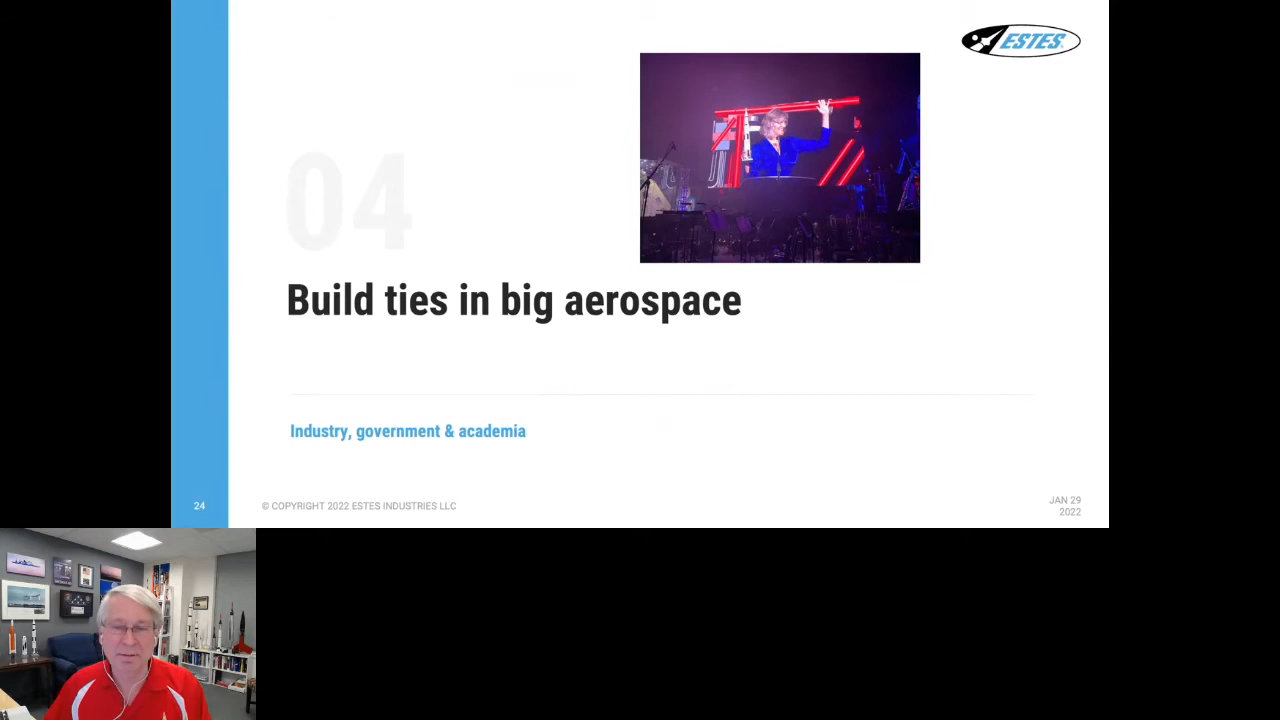 ESTES
04
Build ties in big aerospace
Industry, government & academia
24
© COPYRIGHT 2022 ESTES INDUSTRIES LLC
JAN 29
2022